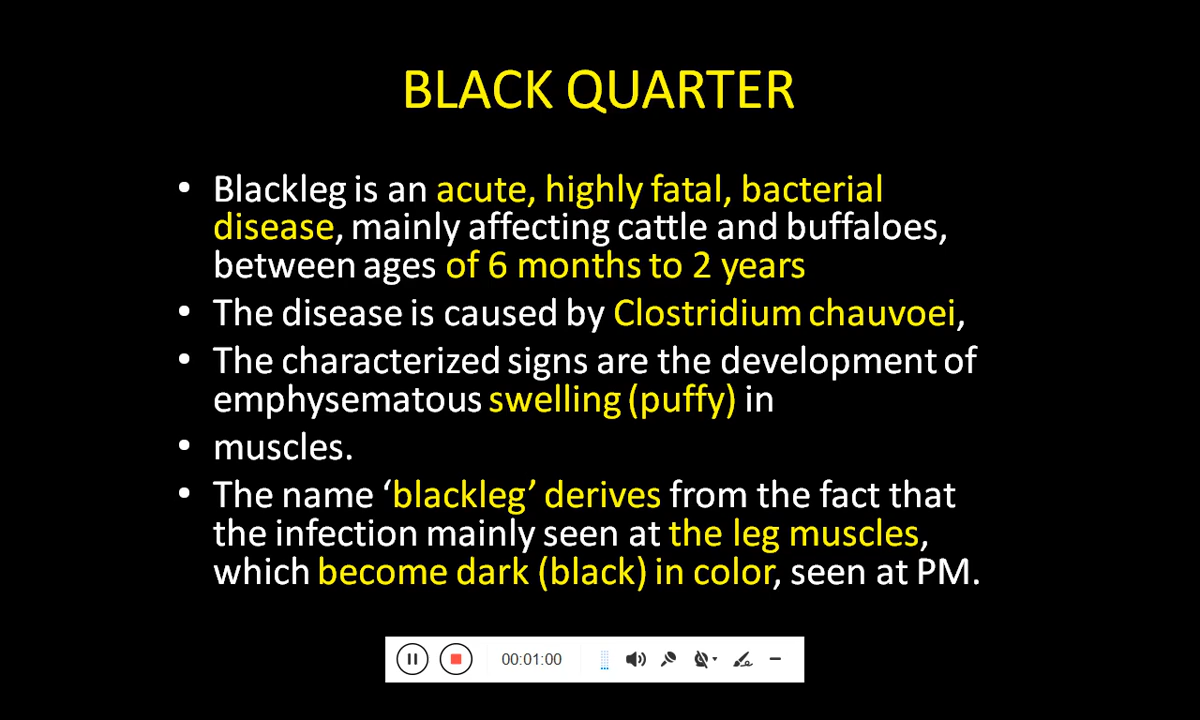 BLACK QUARTER
• Blackleg is an acute, highly fatal, bacterial
disease, mainly affecting cattle and buffaloes,
between ages of 6 months to 2 years
• The disease is caused by Clostridium chauvoei,
• The characterized signs are the development of
emphysematous swelling (puffy) in
• muscles.
• The name ‘blackleg’ derives from the fact that
the infection mainly seen at the leg muscles,
which become dark (black) in color, seen at PM.
00:01:00